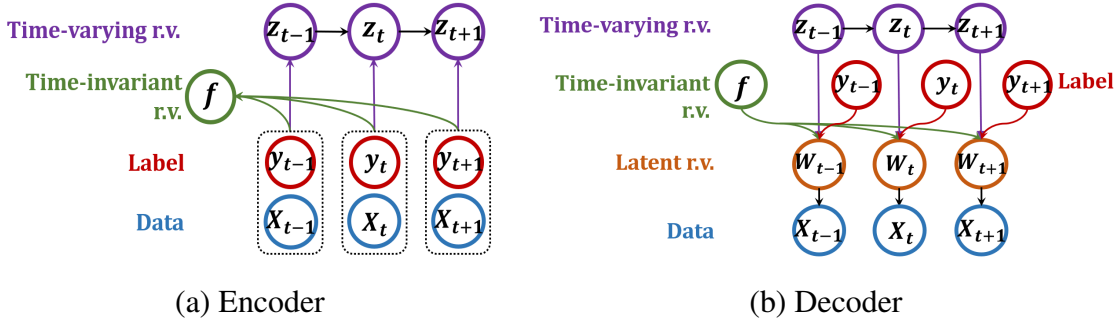 Time-varying r.v. z_{t−1} z_t z_{t+1}
Time-invariant
r.v.
f
Label y_{t−1} y_t y_{t+1}
Data X_{t−1} X_t X_{t+1}
(a) Encoder
Time-varying r.v. z_{t−1} z_t z_{t+1}
Time-invariant
r.v.
f y_{t−1} y_t y_{t+1} Label
Latent r.v. W_{t−1} W_t W_{t+1}
Data X_{t−1} X_t X_{t+1}
(b) Decoder